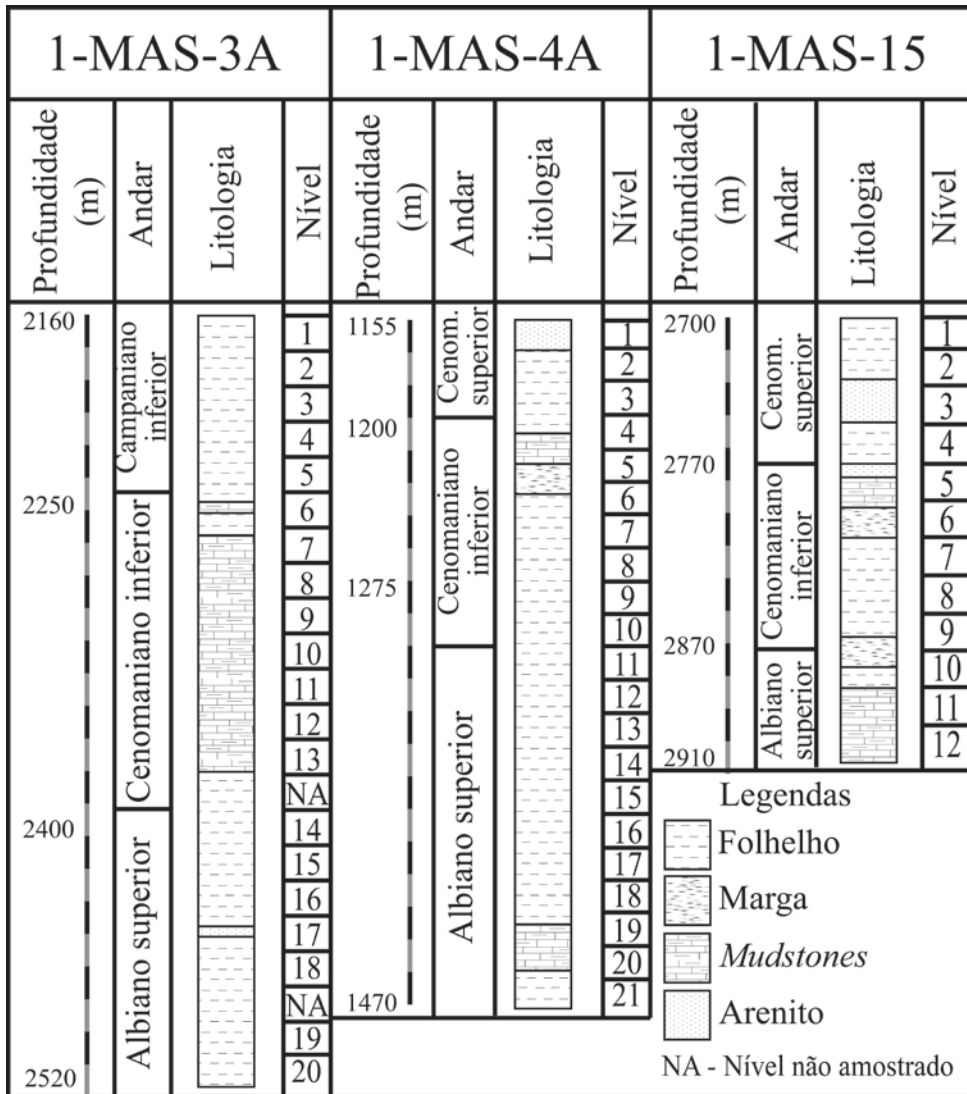 1-MAS-3A
Profundidade
(m)
Andar
Litologia
Nível
2160
2250
2400
2520
Campaniano
inferior
Cenomaniano inferior
Albiano superior
1
2
3
4
5
6
7
8
9
10
11
12
13
NA
14
15
16
17
18
NA
19
20
1-MAS-4A
Profundidade
(m)
Andar
Litologia
Nível
1155
1200
1275
1470
Cenom.
superior
Cenomaniano
inferior
Albiano superior
1
2
3
4
5
6
7
8
9
10
11
12
13
14
15
16
17
18
19
20
21
1-MAS-15
Profundidade
(m)
Andar
Litologia
Nível
2700
2770
2870
2910
Cenom.
superior
Cenomaniano
inferior
Albiano
superior
1
2
3
4
5
6
7
8
9
10
11
12
Legendas
Folhelho
Marga
Mudstones
Arenito
NA - Nível não amostrado